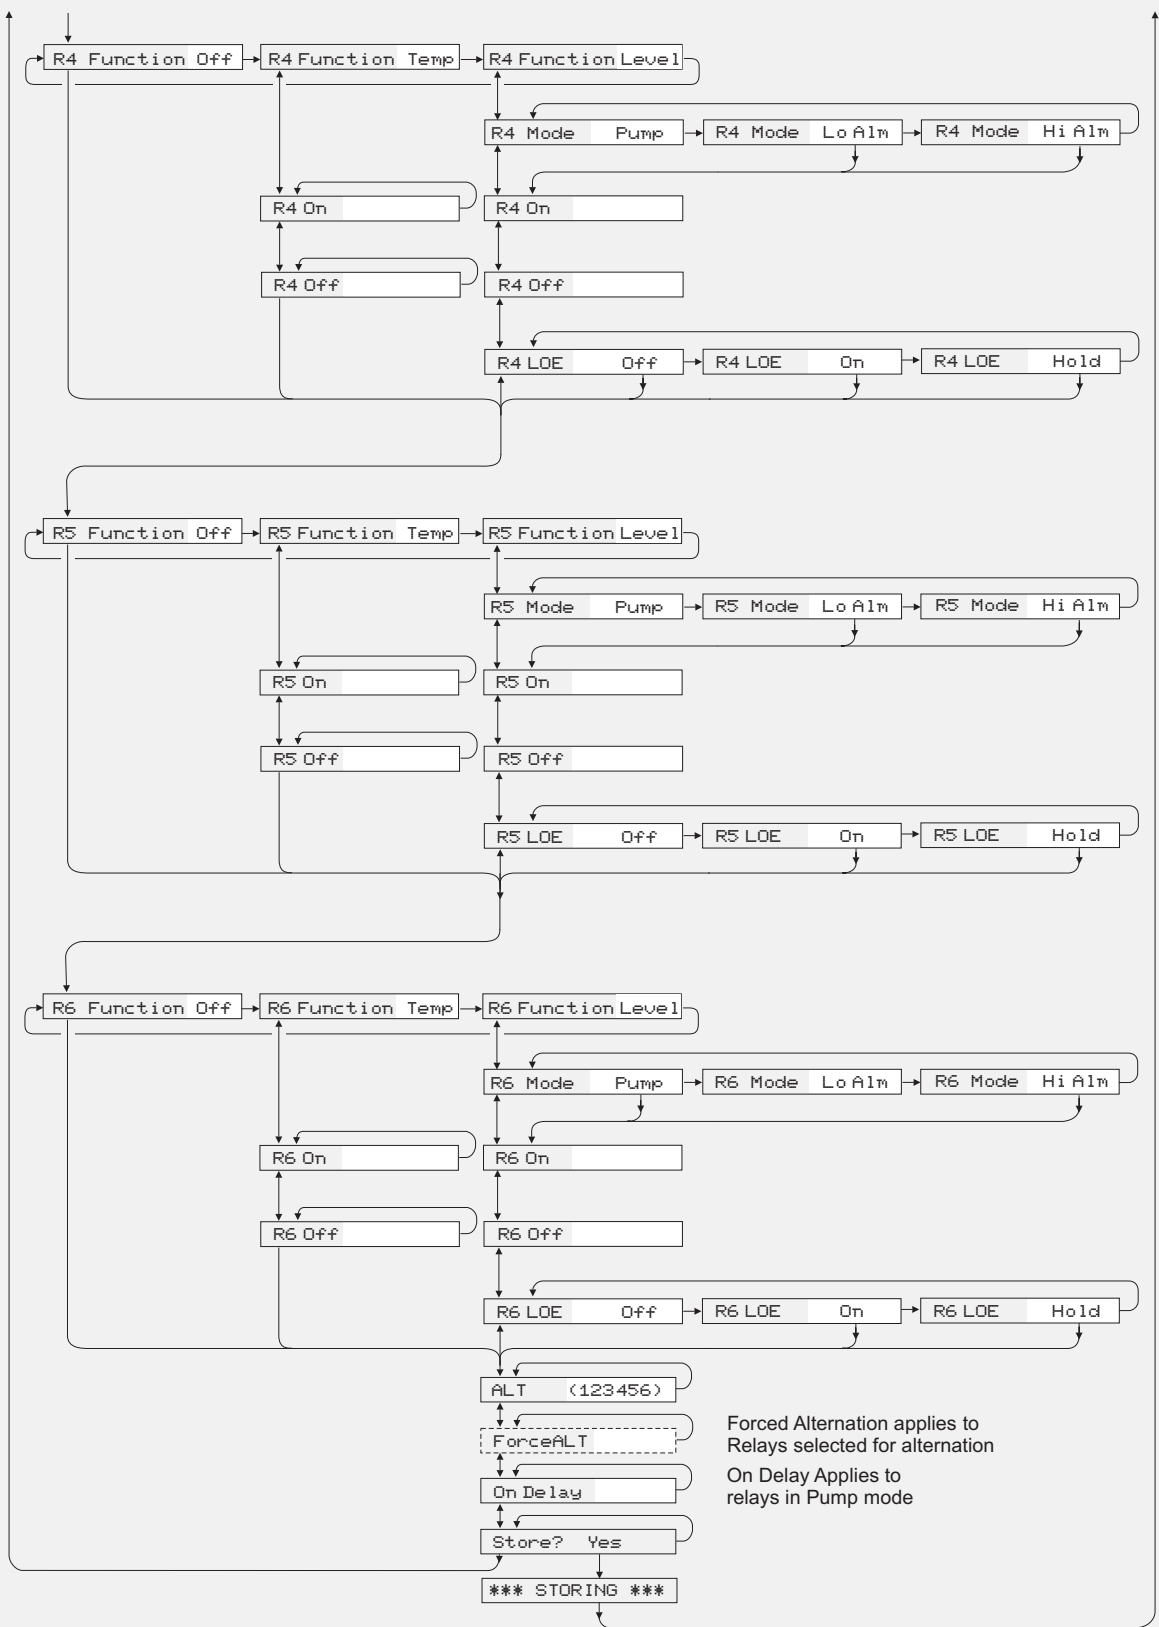 R4 Function Off R4 Function Temp R4 Function Level
R4 Mode Pump R4 Mode Lo Alm R4 Mode Hi Alm
R4 On R4 On
R4 Off R4 Off
R4 LOE Off R4 LOE On R4 LOE Hold
R5 Function Off R5 Function Temp R5 Function Level
R5 Mode Pump R5 Mode Lo Alm R5 Mode Hi Alm
R5 On R5 On
R5 Off R5 Off
R5 LOE Off R5 LOE On R5 LOE Hold
R6 Function Off R6 Function Temp R6 Function Level
R6 Mode Pump R6 Mode Lo Alm R6 Mode Hi Alm
R6 On R6 On
R6 Off R6 Off
R6 LOE Off R6 LOE On R6 LOE Hold
ALT (123456)
ForceALT
Forced Alternation applies to
Relays selected for alternation
On Delay
On Delay Applies to
relays in Pump mode
Store? Yes
*** STORING ***